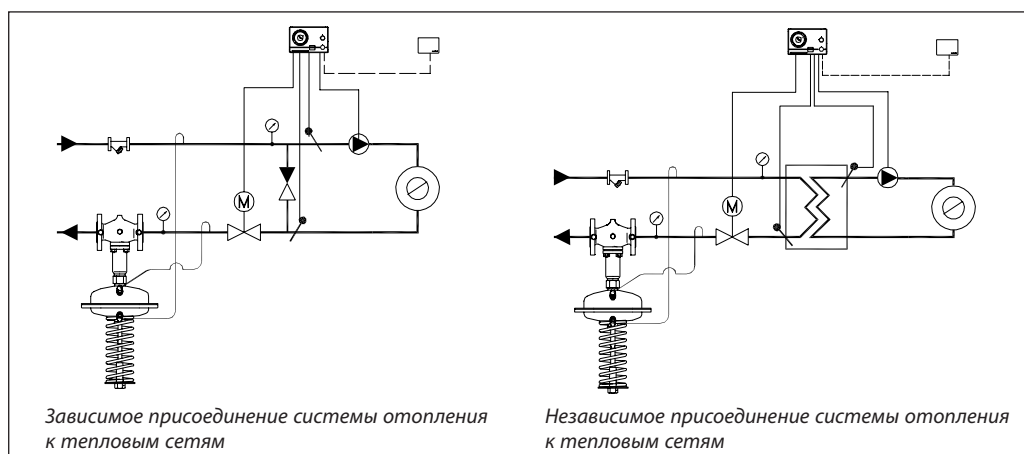 M
M
Зависимое присоединение системы отопления
к тепловым сетям
Независимое присоединение системы отопления
к тепловым сетям